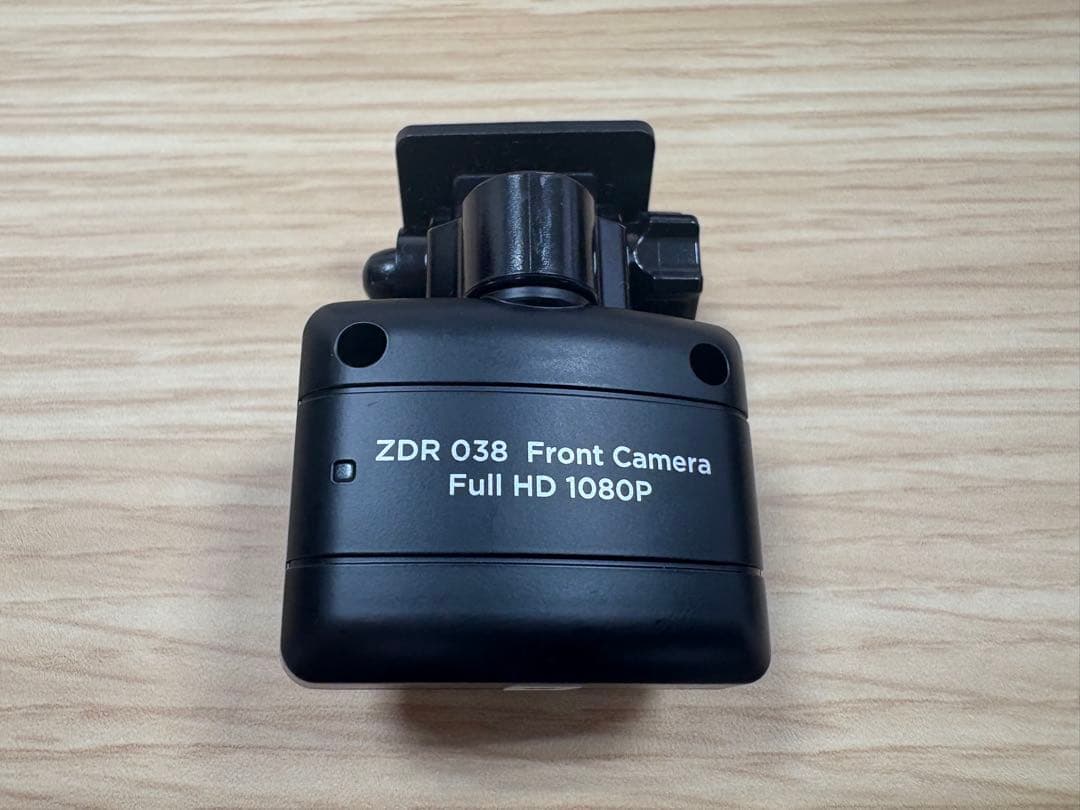 ZDR 038 Front Camera
Full HD 1080P